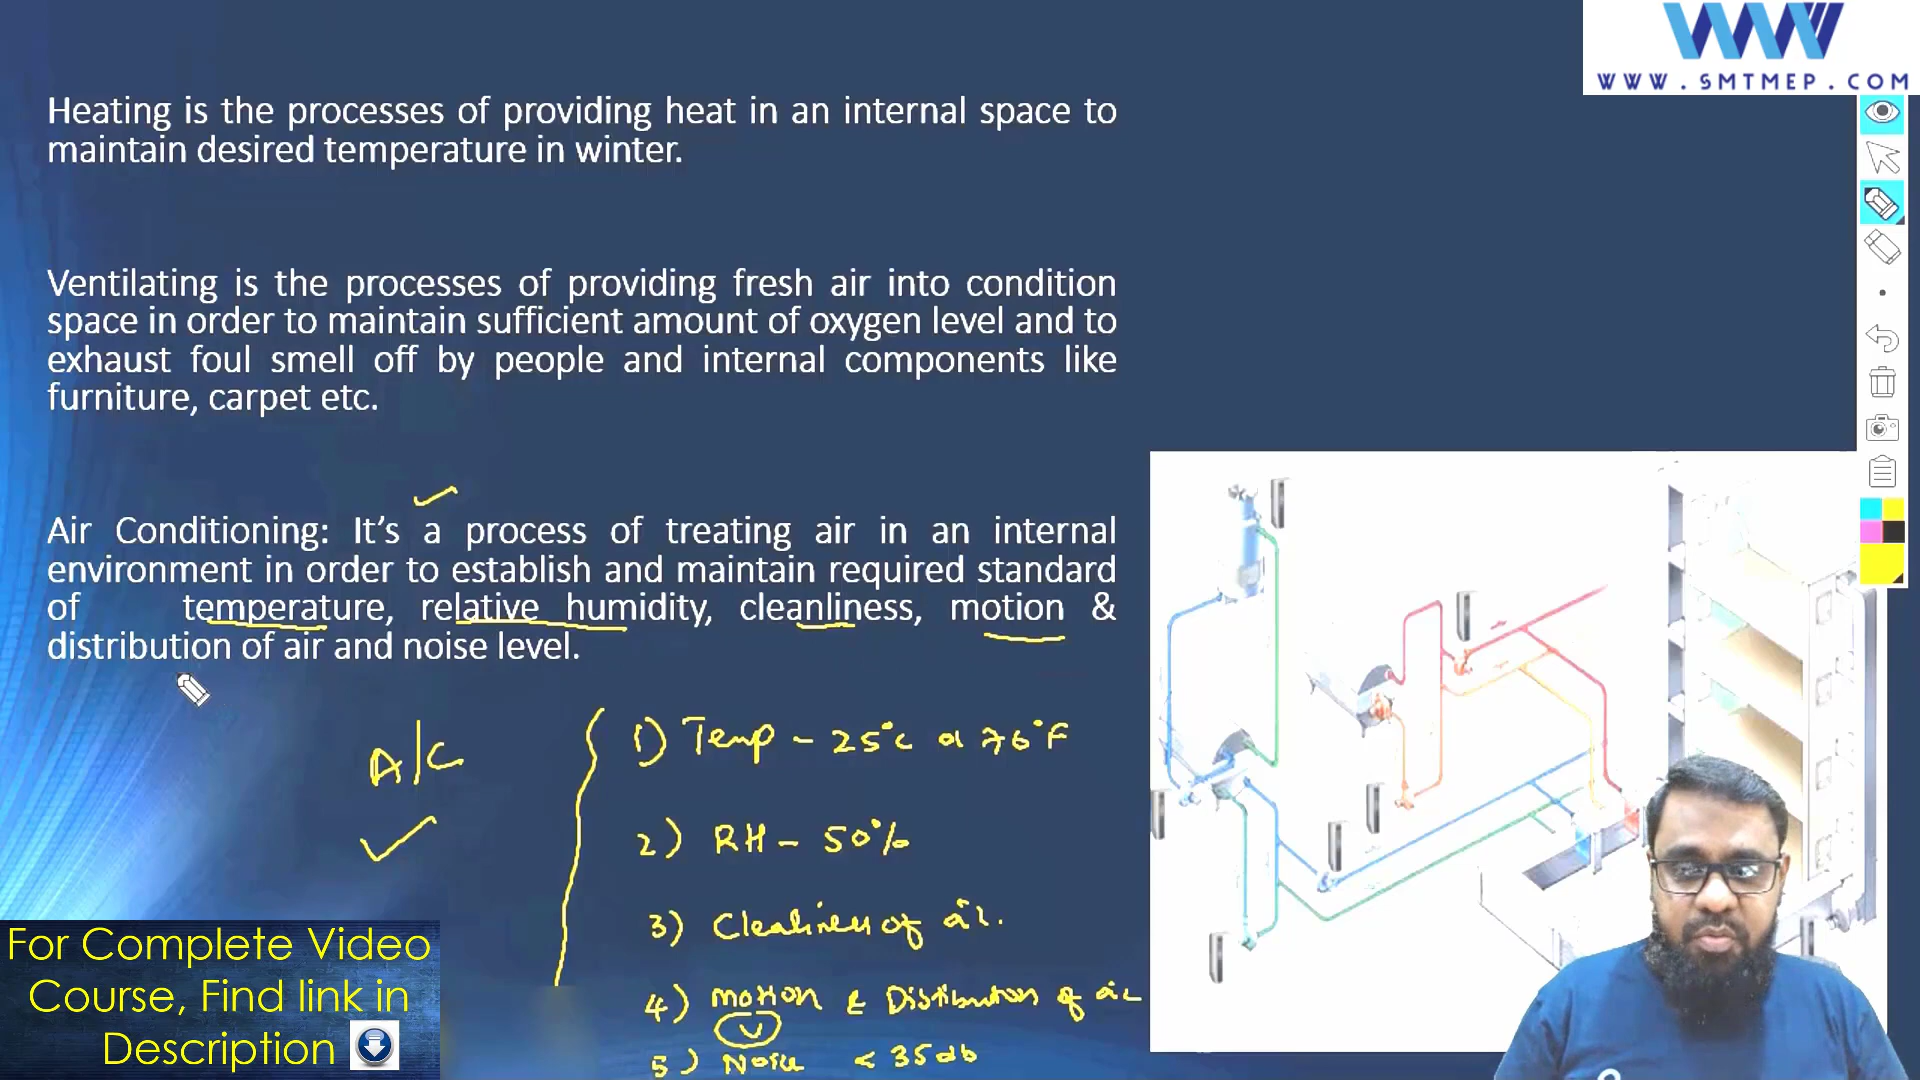 WWW.SMTMEP.COM
Heating is the processes of providing heat in an internal space to
maintain desired temperature in winter.
Ventilating is the processes of providing fresh air into condition
space in order to maintain sufficient amount of oxygen level and to
exhaust foul smell off by people and internal components like
furniture, carpet etc.
Air Conditioning: It's a process of treating air in an internal
environment in order to establish and maintain required standard
of temperature, relative humidity, cleanliness, motion &
distribution of air and noise level.
A/C
1) Temp - 25°C or 76°F
2) RH - 50%
3) Cleanliness of air.
4) Motion & Distribution of air
V
5) Noise < 35db
For Complete Video
Course, Find link in
Description